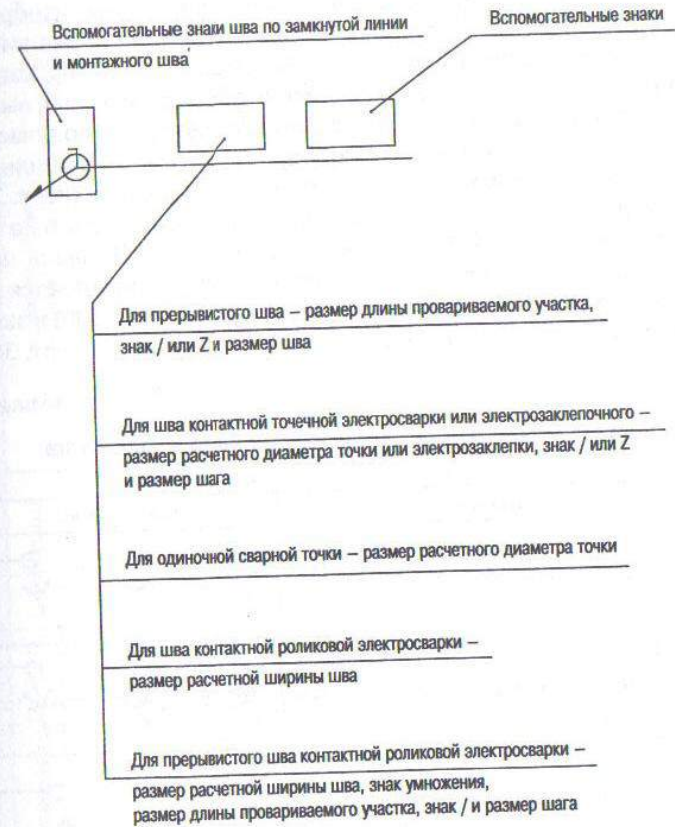 Вспомогательные знаки шва по замкнутой линии
и монтажного шва
Вспомогательные знаки
Для прерывистого шва – размер длины провариваемого участка,
знак / или Z и размер шва
Для шва контактной точечной электросварки или электрозаклепочного –
размер расчетного диаметра точки или электрозаклепки, знак / или Z
и размер шага
Для одиночной сварной точки – размер расчетного диаметра точки
Для шва контактной роликовой электросварки –
размер расчетной ширины шва
Для прерывистого шва контактной роликовой электросварки –
размер расчетной ширины шва, знак умножения,
размер длины провариваемого участка, знак / и размер шага